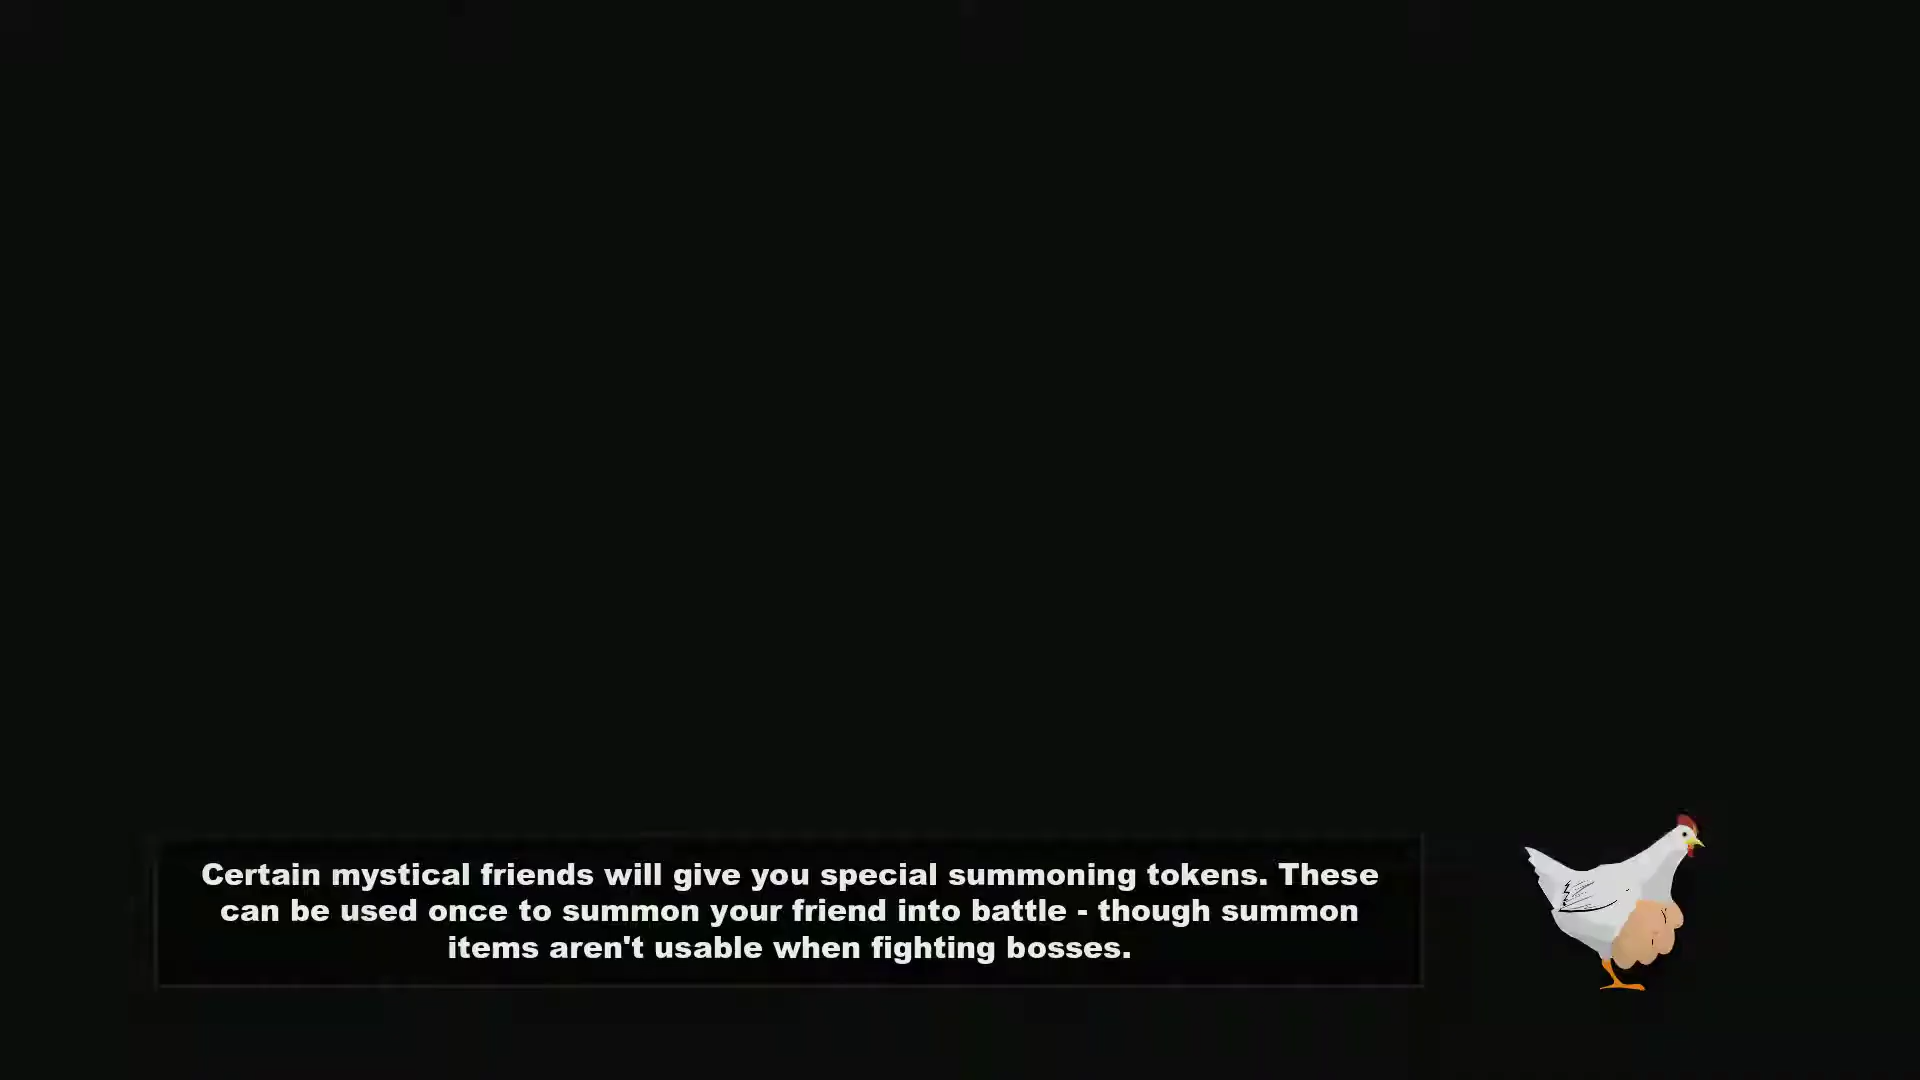 Certain mystical friends will give you special summoning tokens. These
can be used once to summon your friend into battle - though summon
items aren't usable when fighting bosses.